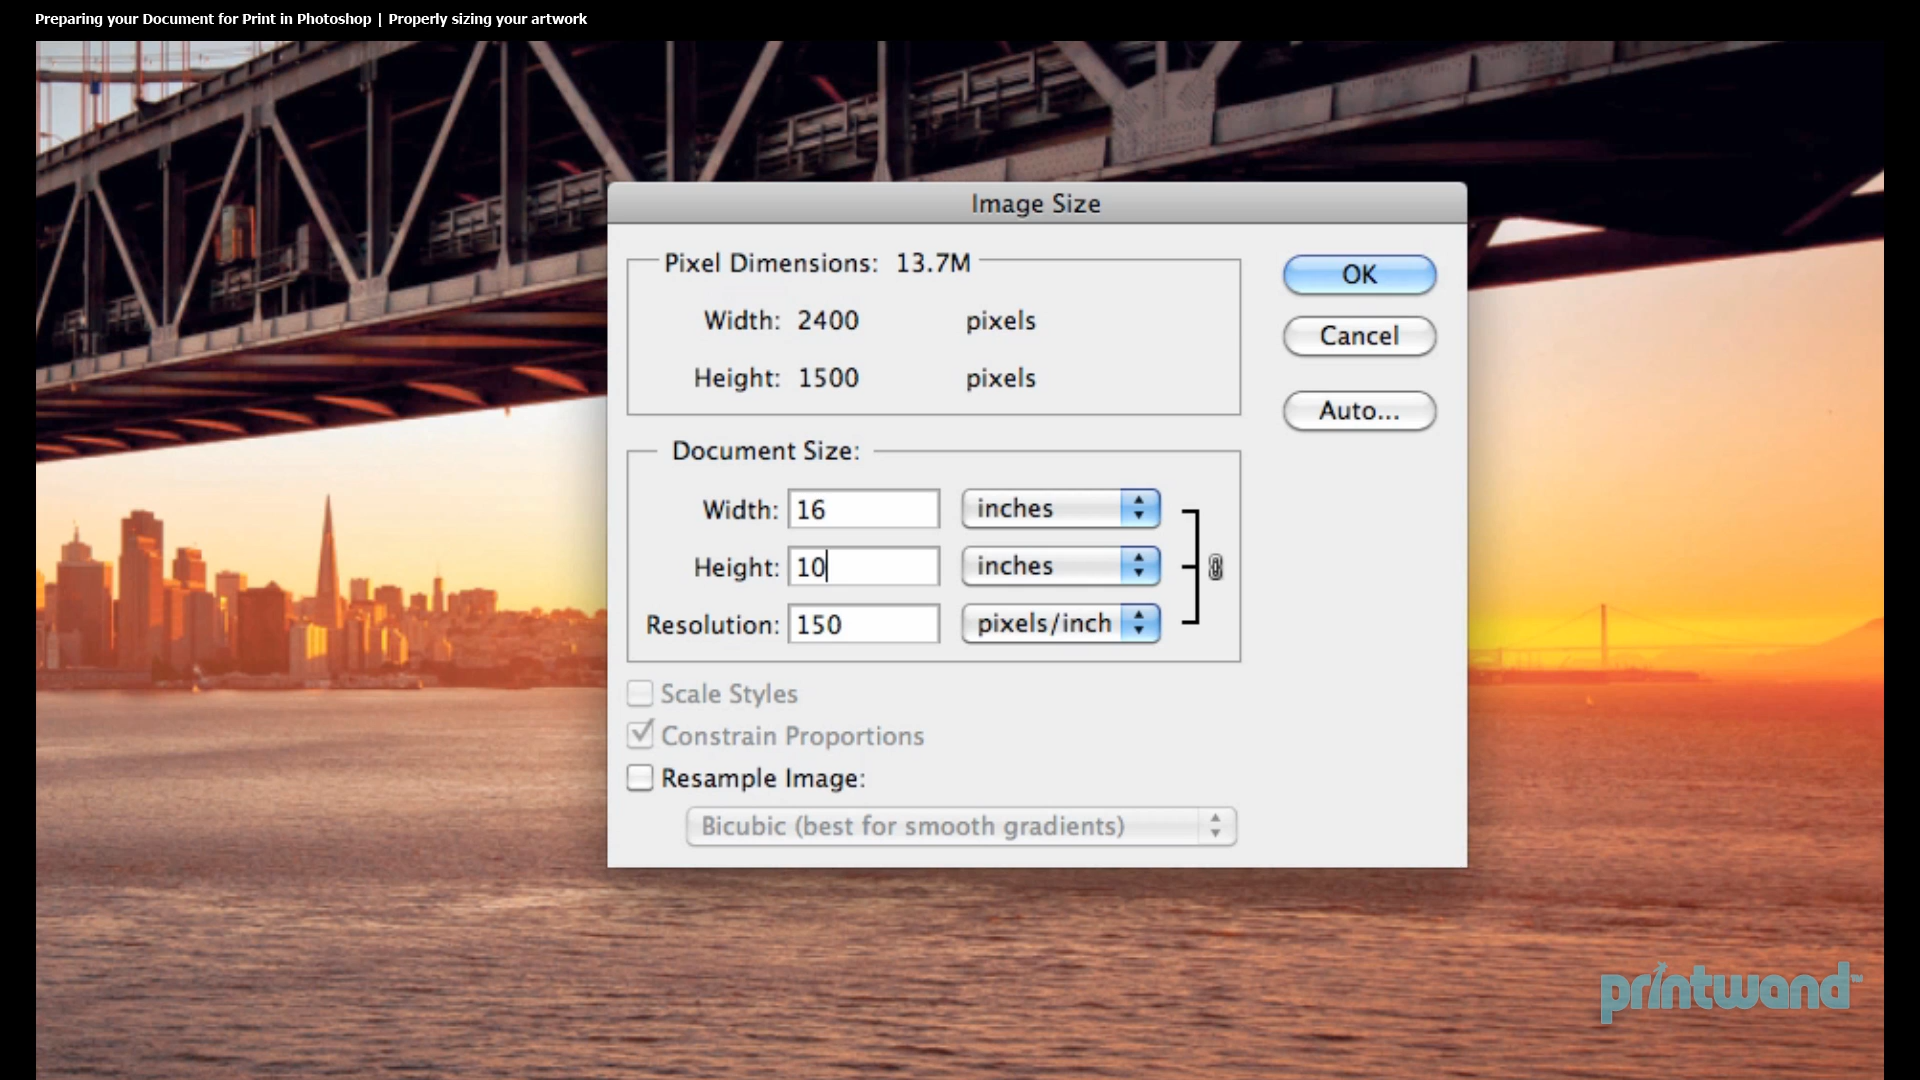 Preparing your Document for Print in Photoshop | Properly sizing your artwork
Image Size
Pixel Dimensions: 13.7M
Width: 2400 pixels
Height: 1500 pixels
OK
Cancel
Auto...
Document Size:
Width: 16 inches
Height: 10 inches
Resolution: 150 pixels/inch
Scale Styles
Constrain Proportions
Resample Image:
Bicubic (best for smooth gradients)
printwand™